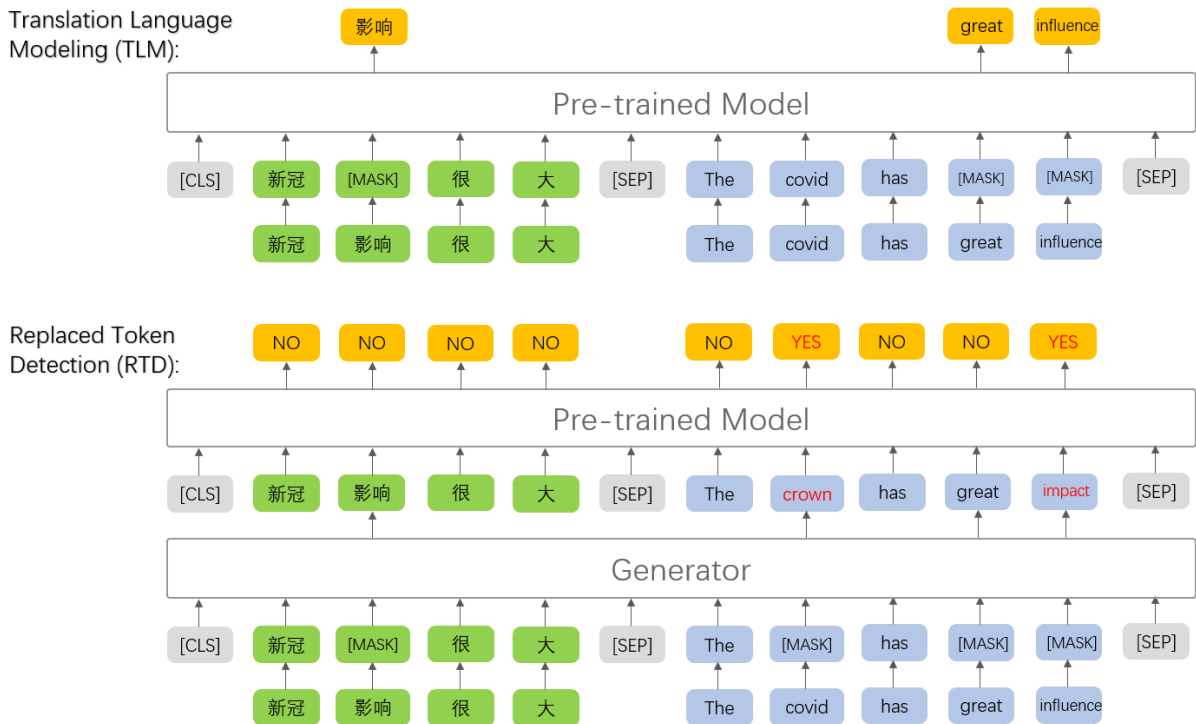 Translation Language
Modeling (TLM):
影响 great influence
Pre-trained Model
[CLS] 新冠 [MASK] 很 大 [SEP] The covid has [MASK] [MASK] [SEP]
新冠 影响 很 大 The covid has great influence
Replaced Token
Detection (RTD):
NO NO NO NO NO YES NO NO YES
Pre-trained Model
[CLS] 新冠 影响 很 大 [SEP] The crown has great impact [SEP]
Generator
[CLS] 新冠 [MASK] 很 大 [SEP] The [MASK] has [MASK] [MASK] [SEP]
新冠 影响 很 大 The covid has great influence